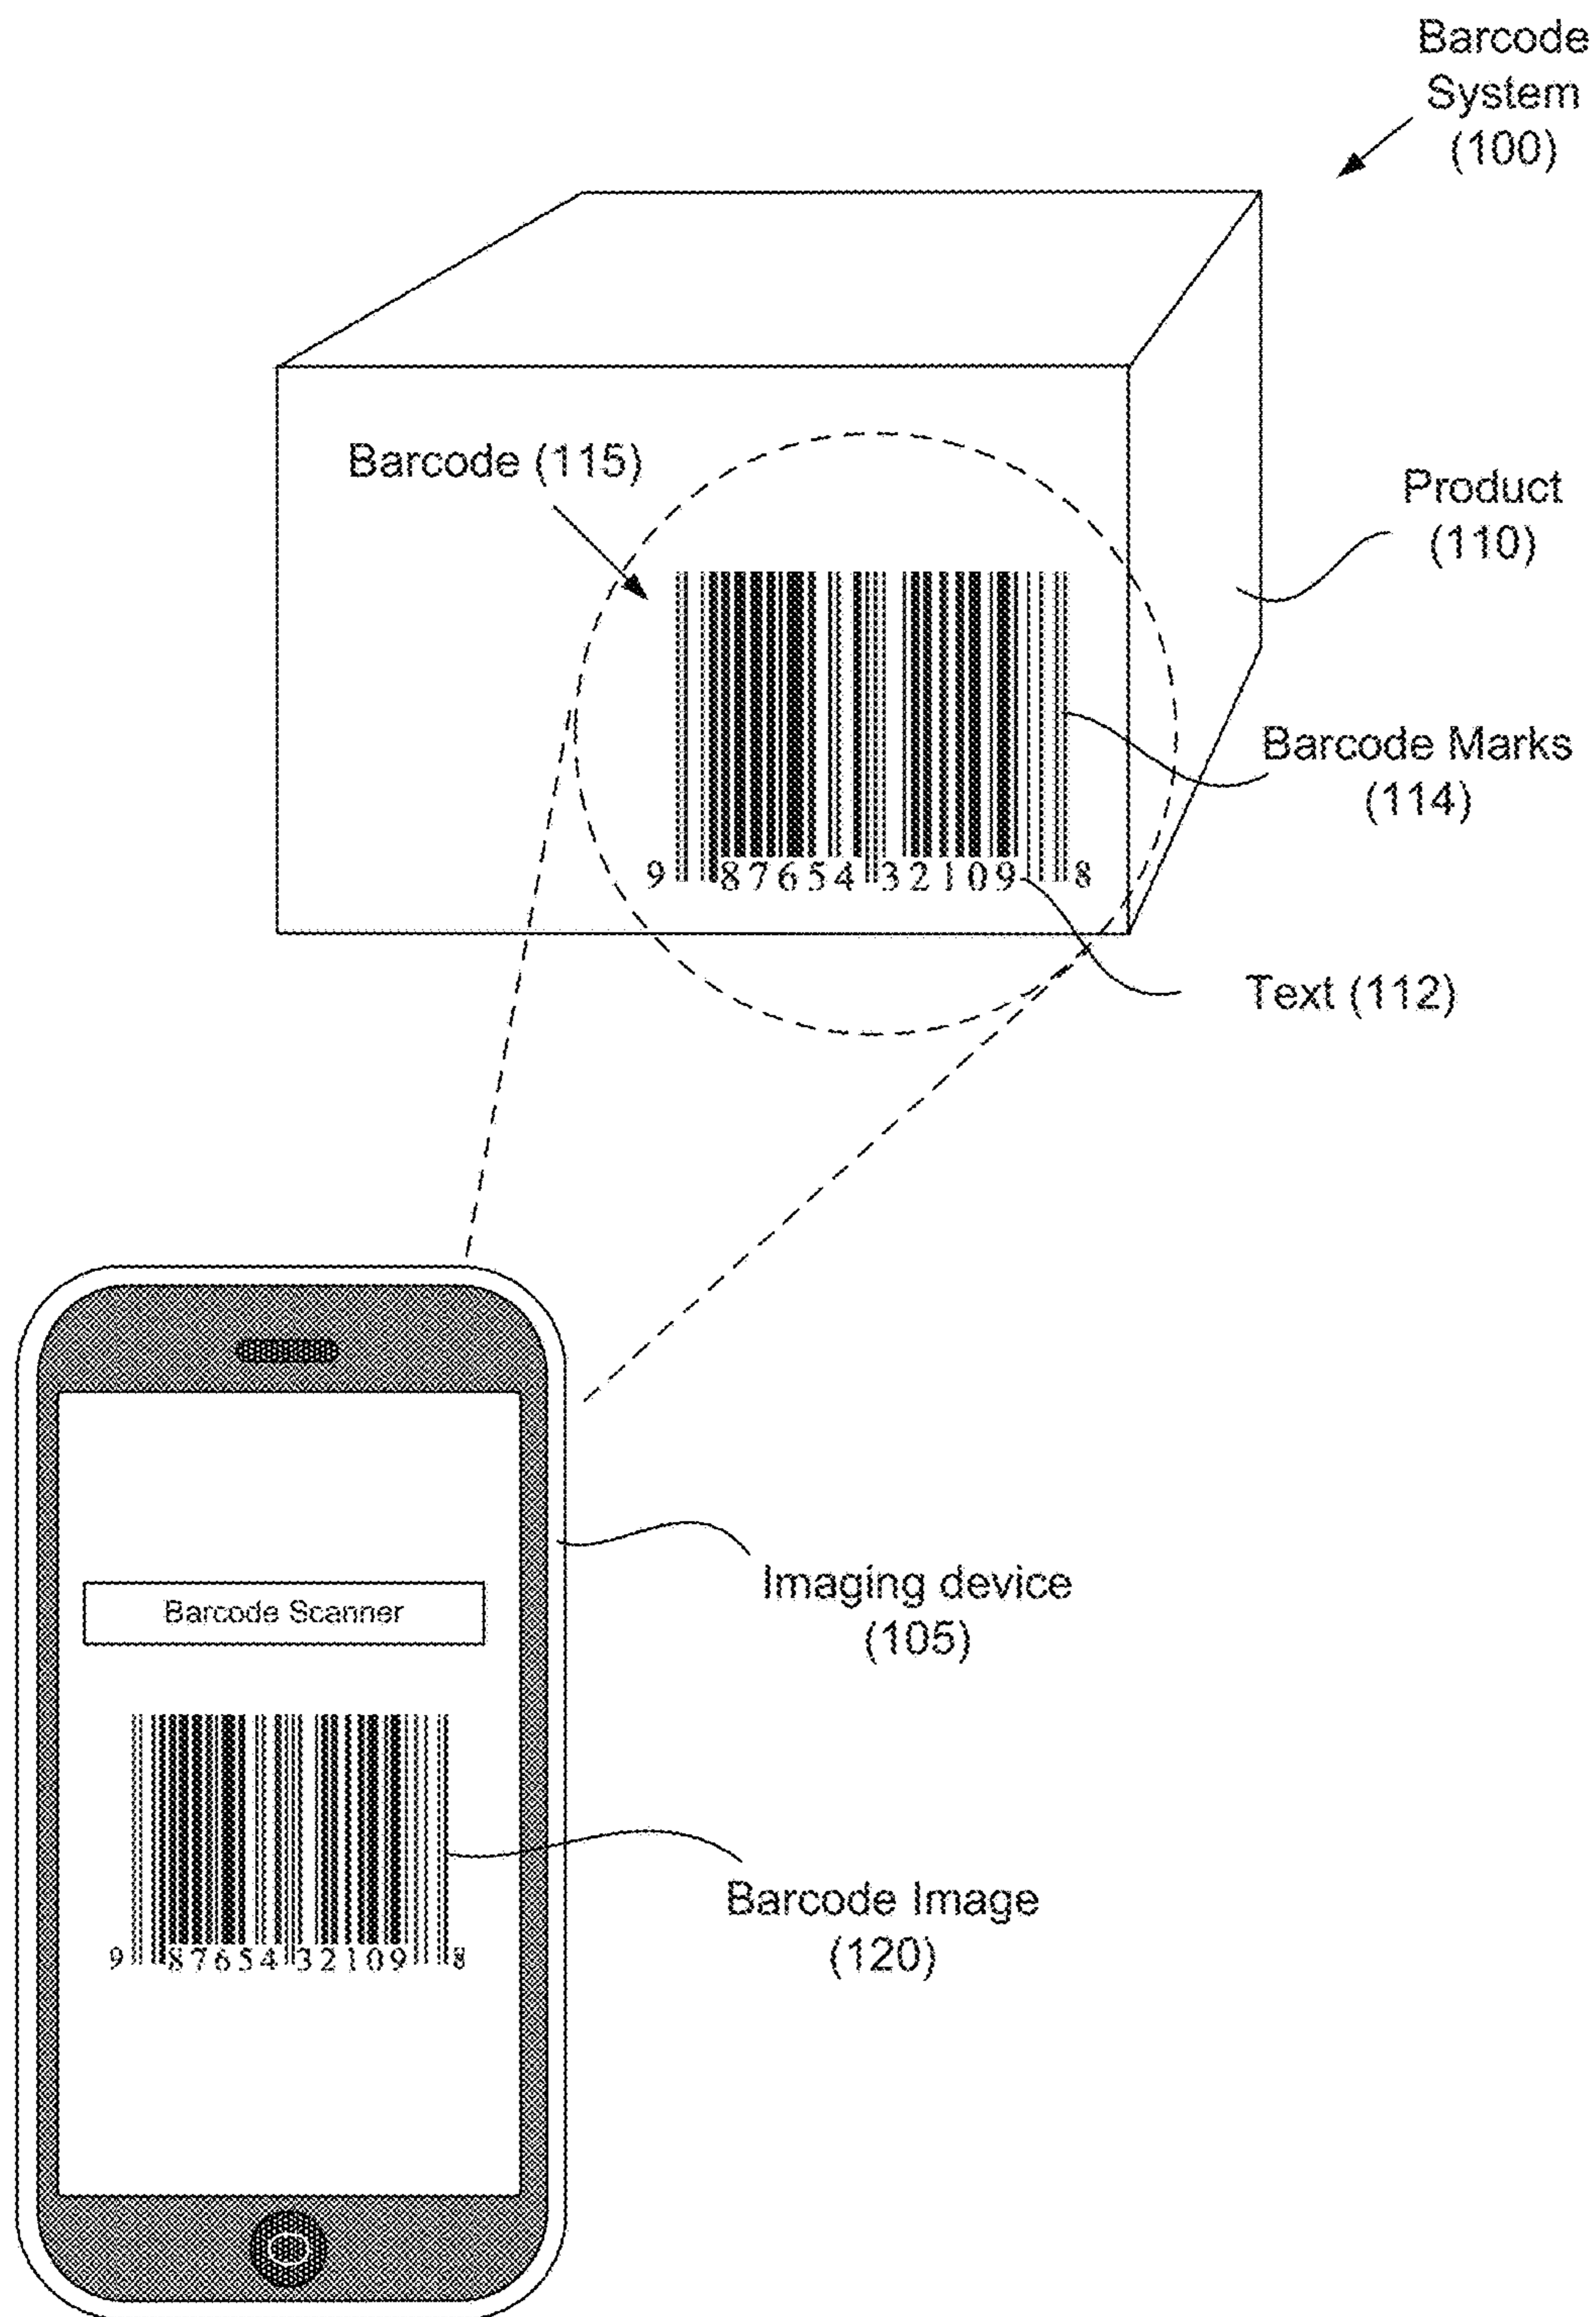 Barcode
System
(100)
Barcode (115)
Product
(110)
Barcode Marks
(114)
9 87654 32109 8
Text (112)
Barcode Scanner
Imaging device
(105)
Barcode Image
(120)
9 87654 32109 8